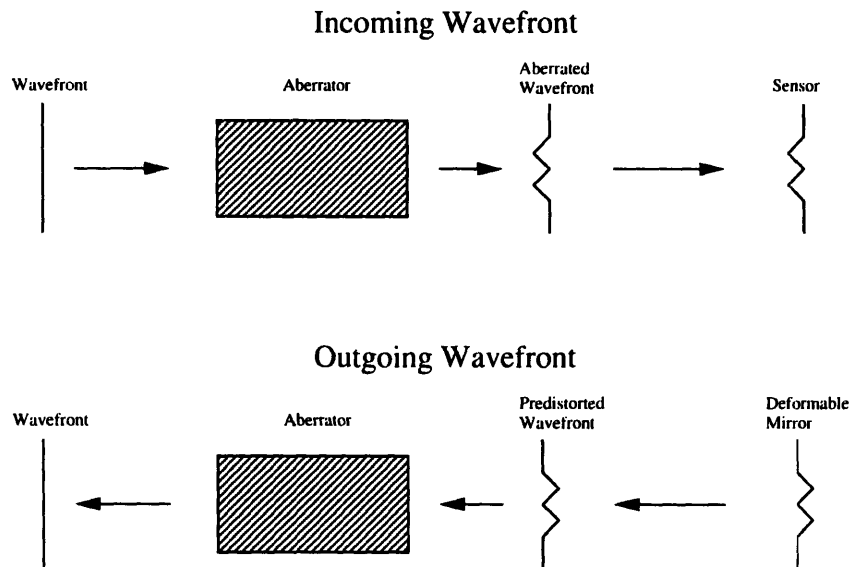 Incoming Wavefront
Wavefront
Aberrator
Aberrated
Wavefront
Sensor
Outgoing Wavefront
Wavefront
Aberrator
Predistorted
Wavefront
Deformable
Mirror